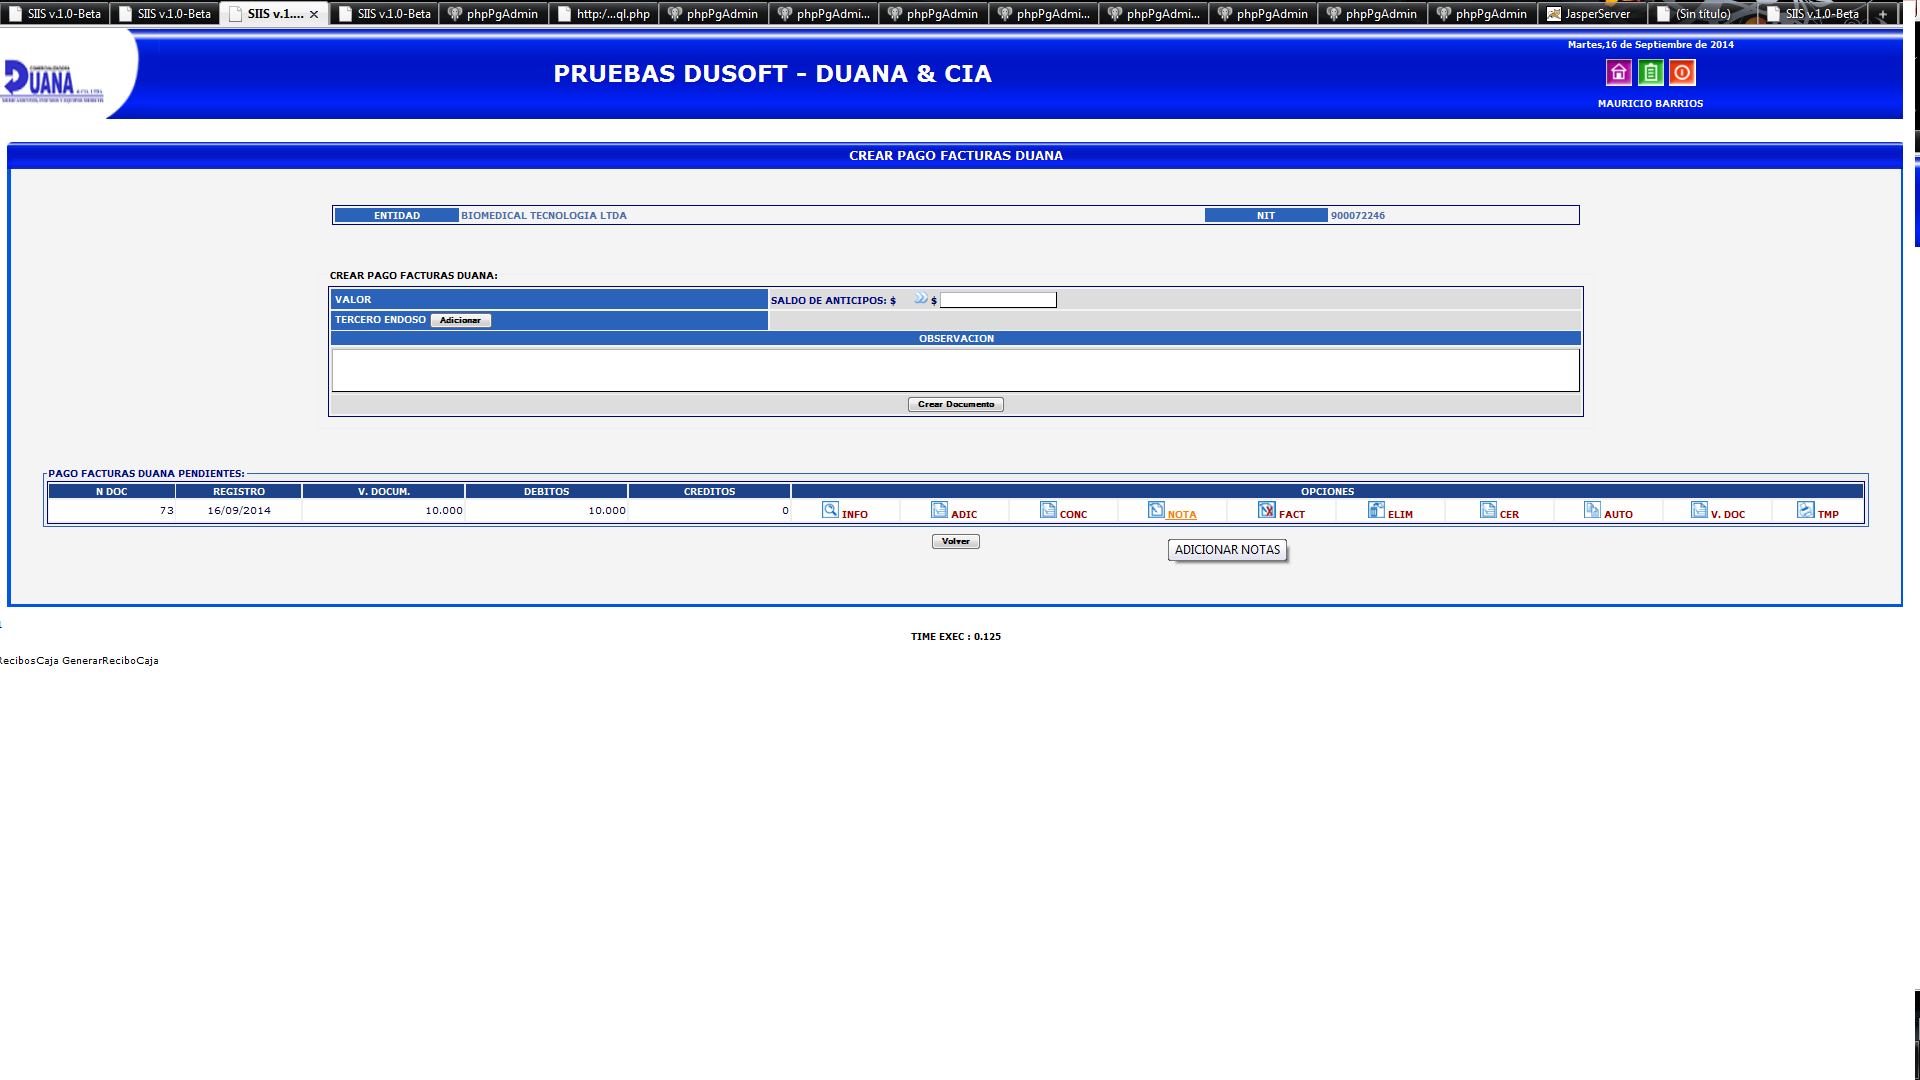 SIIS v.1.0-Beta SIIS v.1.0-Beta SIIS v.1.... SIIS v.1.0-Beta phpPgAdmin http:/...ql.php phpPgAdmin phpPgAdmi... phpPgAdmin phpPgAdmi... phpPgAdmi... phpPgAdmin phpPgAdmin phpPgAdmin JasperServer (Sin título) SIIS v.1.0-Beta
Martes,16 de Septiembre de 2014
DUANA & CIA. LTDA.
PRUEBAS DUSOFT - DUANA & CIA
MAURICIO BARRIOS
CREAR PAGO FACTURAS DUANA
ENTIDAD BIOMEDICAL TECNOLOGIA LTDA NIT 900072246
CREAR PAGO FACTURAS DUANA:
VALOR SALDO DE ANTICIPOS: $ $
TERCERO ENDOSO Adicionar
OBSERVACION
Crear Documento
PAGO FACTURAS DUANA PENDIENTES:
N DOC REGISTRO V. DOCUM. DEBITOS CREDITOS OPCIONES
73 16/09/2014 10.000 10.000 0 INFO ADIC CONC NOTA FACT ELIM CER AUTO V. DOC TMP
Volver
ADICIONAR NOTAS
TIME EXEC : 0.125
RecibosCaja GenerarReciboCaja